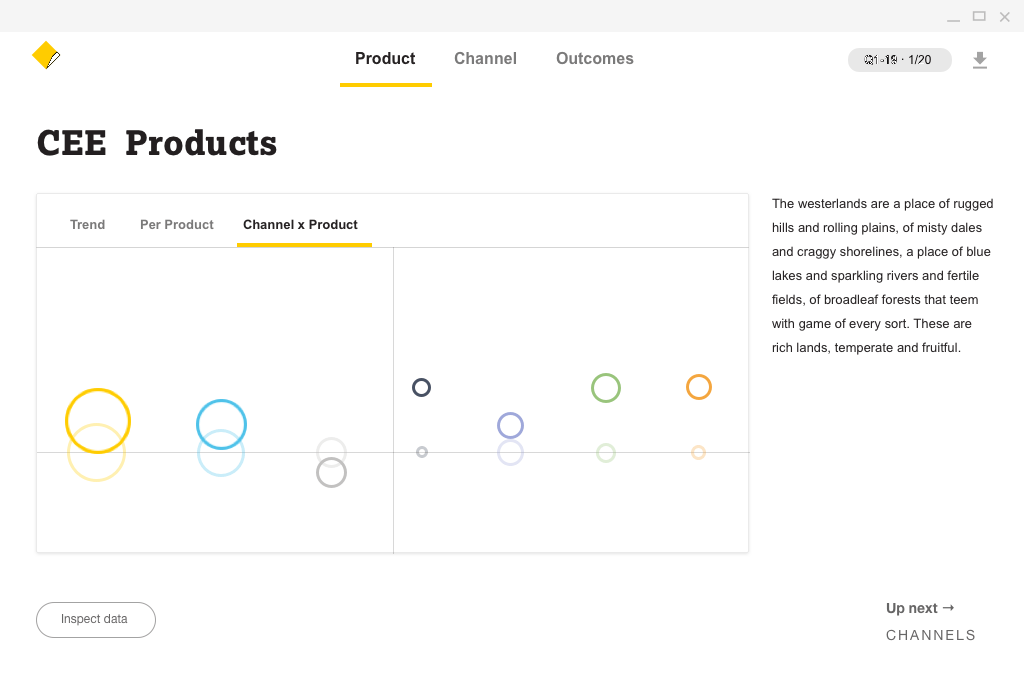 Product Channel Outcomes
· 1/20
CEE Products
Trend Per Product Channel x Product
The westerlands are a place of rugged
hills and rolling plains, of misty dales
and craggy shorelines, a place of blue
lakes and sparkling rivers and fertile
fields, of broadleaf forests that teem
with game of every sort. These are
rich lands, temperate and fruitful.
Inspect data
Up next →
CHANNELS